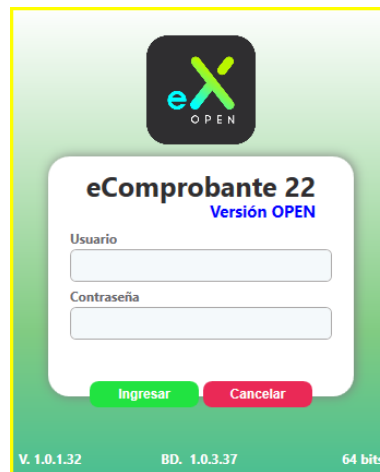 eX
OPEN
eComprobante 22
Versión OPEN
Usuario
Contraseña
Ingresar Cancelar
V. 1.0.1.32 BD. 1.0.3.37 64 bits